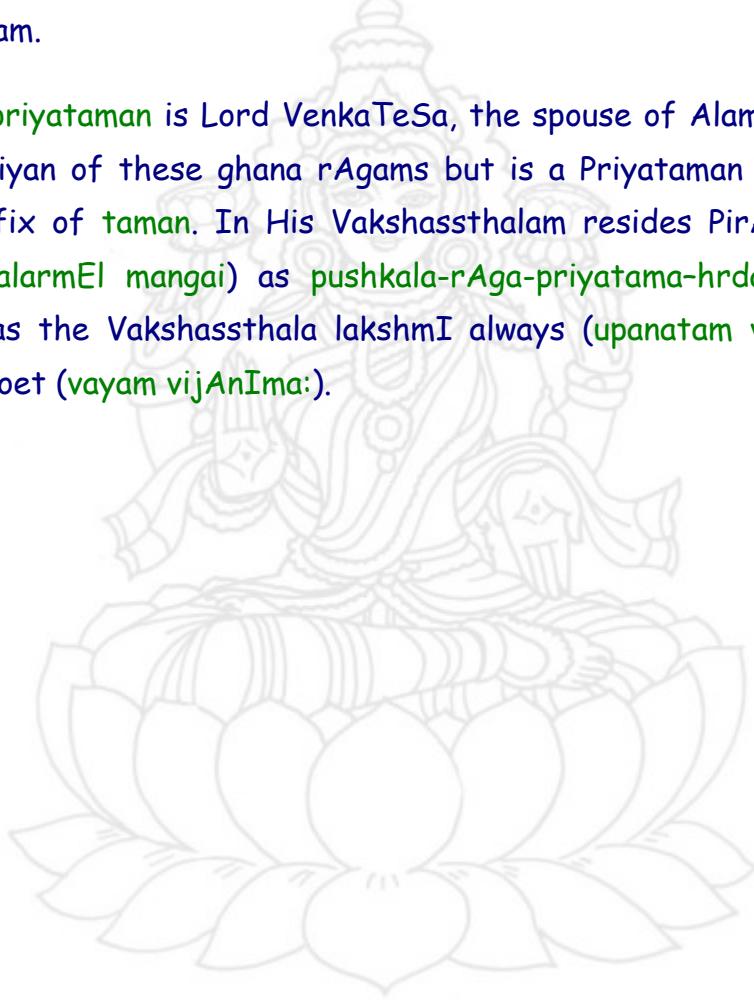 am.
priyataman is Lord VenkaTeSa, the spouse of Alam
iyan of these ghana rAgams but is a Priyataman
fix of taman. In His Vakshassthalam resides PirA
alarmEl mangai) as pushkala-rAga-priyatama–hrda
as the Vakshassthala lakshmI always (upanatam v
oet (vayam vijAnIma:).